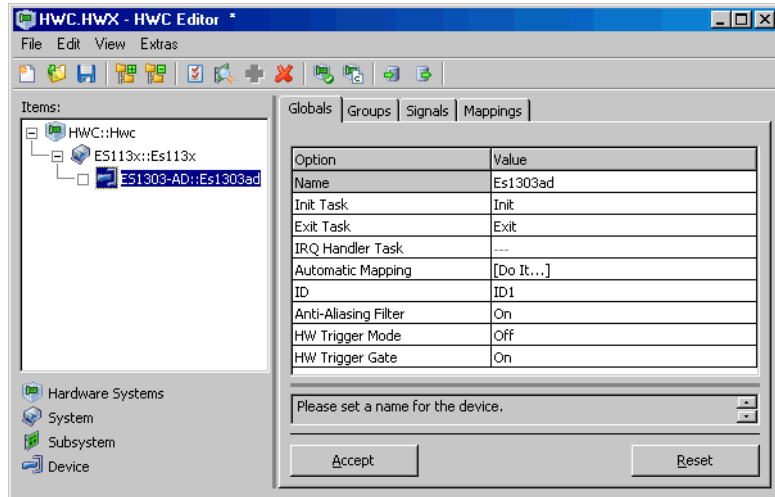 HWC.HWX - HWC Editor *
File Edit View Extras
Items:
HWC::Hwc
ES113x::Es113x
ES1303-AD::Es1303ad
Hardware Systems
System
Subsystem
Device
Globals Groups Signals Mappings
Option Value
Name Es1303ad
Init Task Init
Exit Task Exit
IRQ Handler Task ---
Automatic Mapping [Do It...]
ID ID1
Anti-Aliasing Filter On
HW Trigger Mode Off
HW Trigger Gate On
Please set a name for the device.
Accept Reset